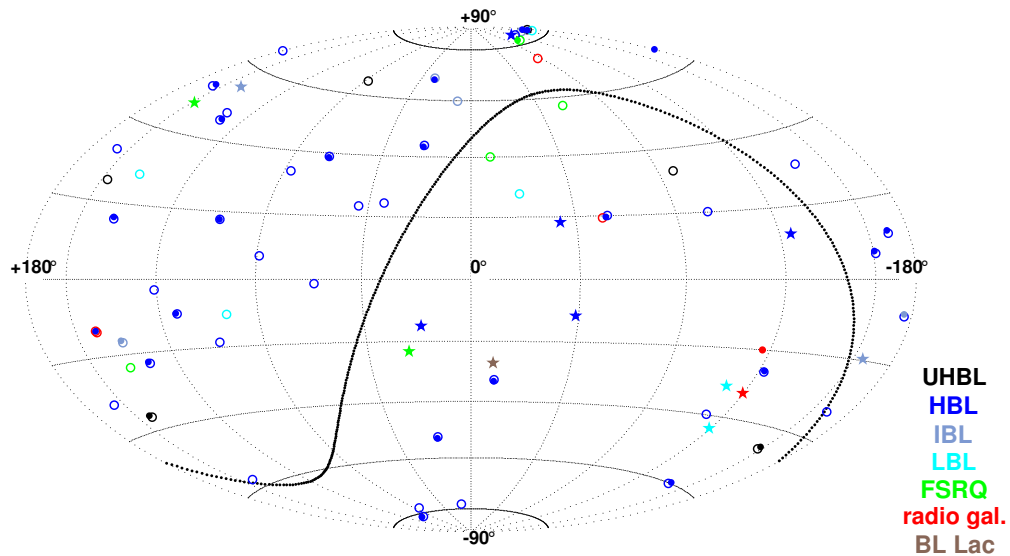 +90°
+180°
0°
-180°
-90°
UHBL
HBL
IBL
LBL
FSRQ
radio gal.
BL Lac